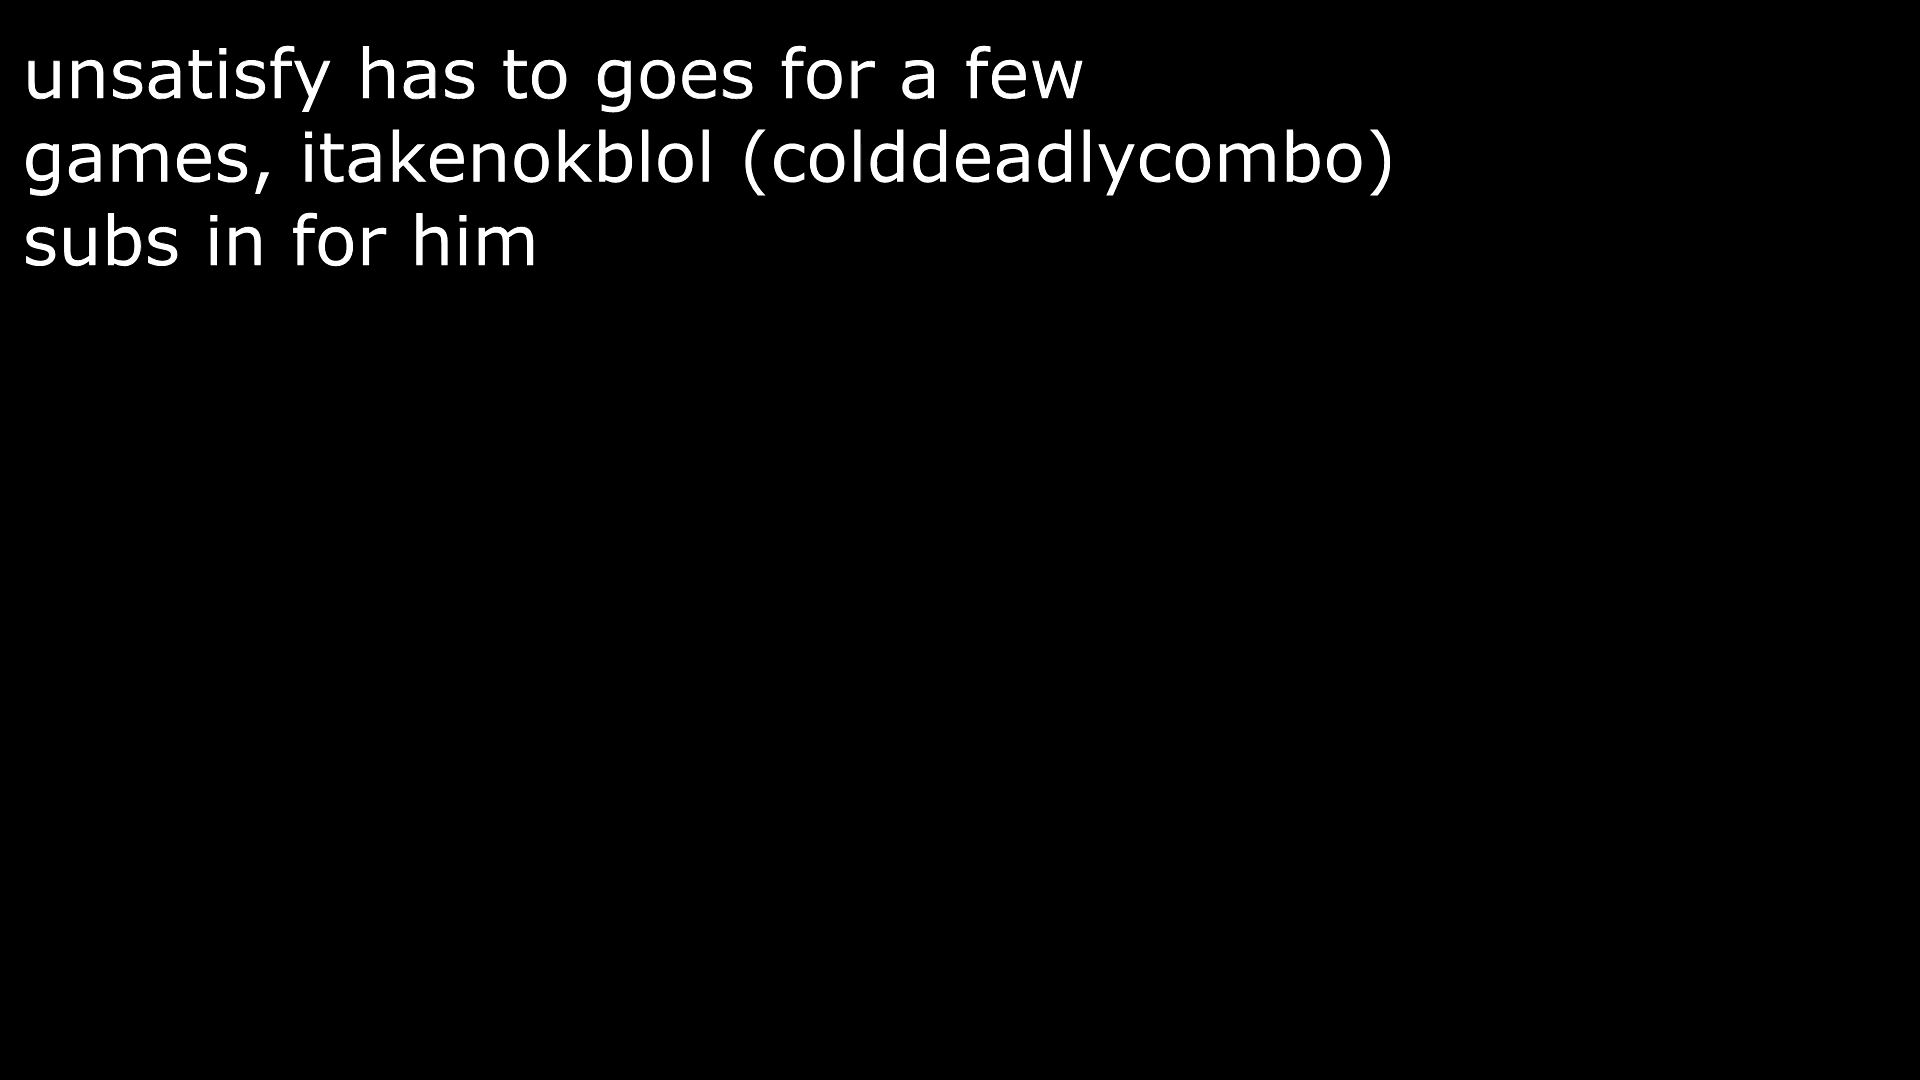 unsatisfy has to goes for a few
games, itakenokblol (colddeadlycombo)
subs in for him